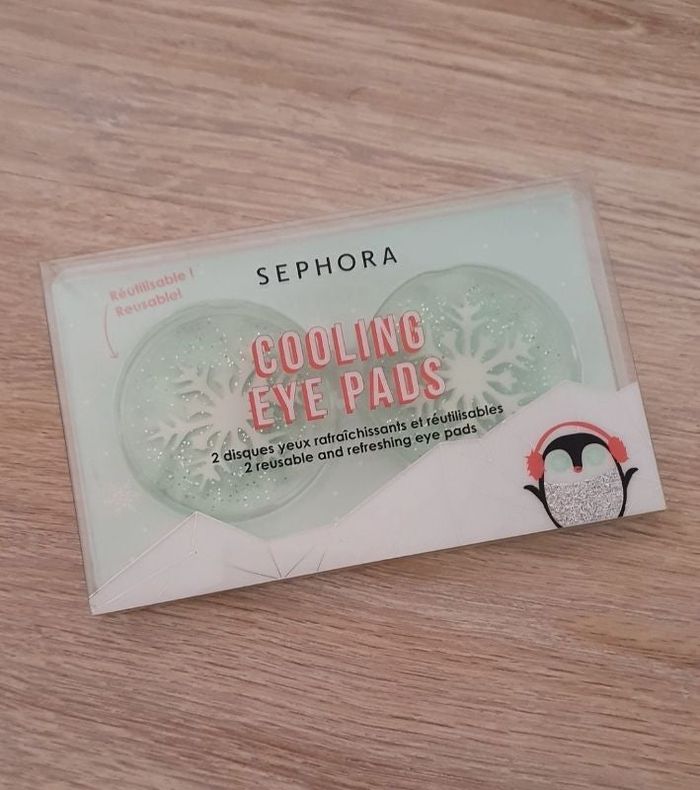 SEPHORA
Réutilisable !
Reusable!
COOLING
EYE PADS
2 disques yeux rafraîchissants et réutilisables
2 reusable and refreshing eye pads